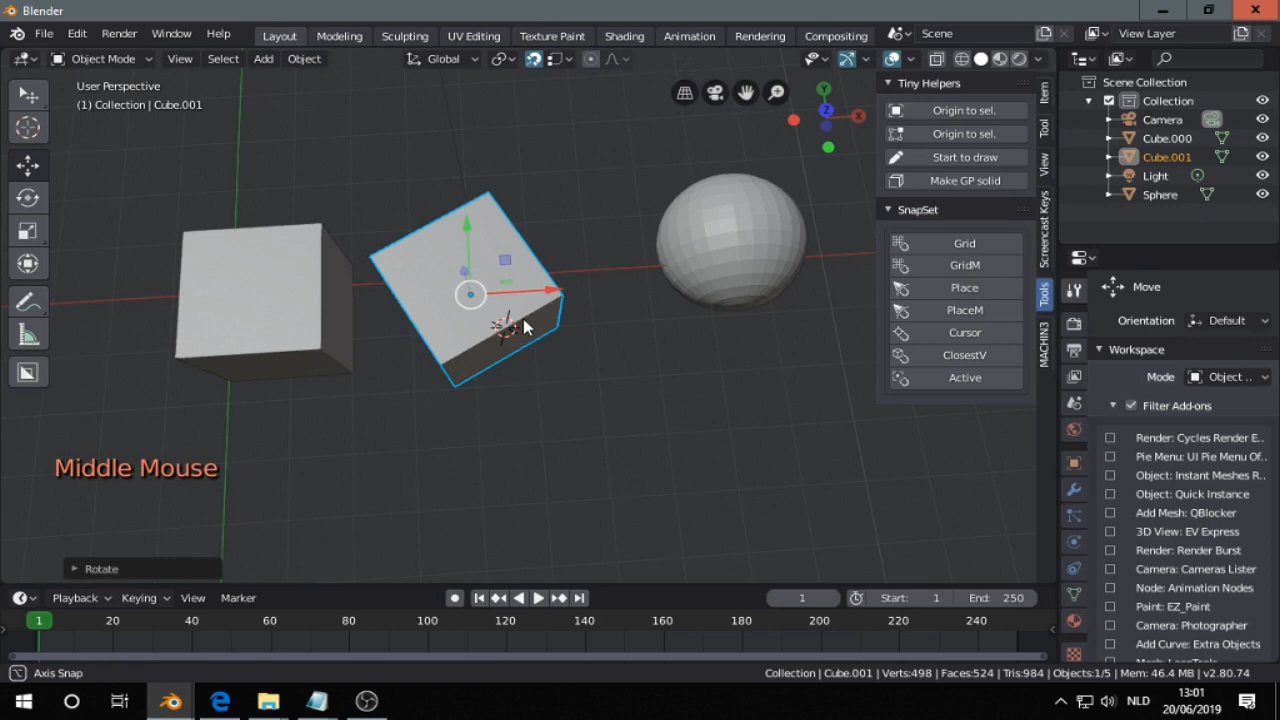 Blender
File Edit Render Window Help
Layout Modeling Sculpting UV Editing Texture Paint Shading Animation Rendering Compositing
Scene
View Layer
Object Mode View Select Add Object
Global
User Perspective
(1) Collection | Cube.001
Y
Z
X
Tiny Helpers
Origin to sel.
Origin to sel.
Start to draw
Make GP solid
SnapSet
Grid
GridM
Place
PlaceM
Cursor
ClosestV
Active
Item
Tool
View
Screencast Keys
Tools
MACHIN3
Scene Collection
Collection
Camera
Cube.000
Cube.001
Light
Sphere
Move
Orientation Default
Workspace
Mode Object ..
Filter Add-ons
Render: Cycles Render E..
Pie Menu: UI Pie Menu Of..
Object: Instant Meshes R..
Object: Quick Instance
Add Mesh: QBlocker
3D View: EV Express
Render: Render Burst
Camera: Cameras Lister
Node: Animation Nodes
Paint: EZ_Paint
Camera: Photographer
Add Curve: Extra Objects
Middle Mouse
Rotate
Playback Keying View Marker
1
Start: 1
End: 250
1 20 40 60 80 100 120 140 160 180 200 220 240
Axis Snap
Collection | Cube.001 | Verts:498 | Faces:524 | Tris:984 | Objects:1/5 | Mem: 46.4 MB | v2.80.74
NLD
13:01
20/06/2019